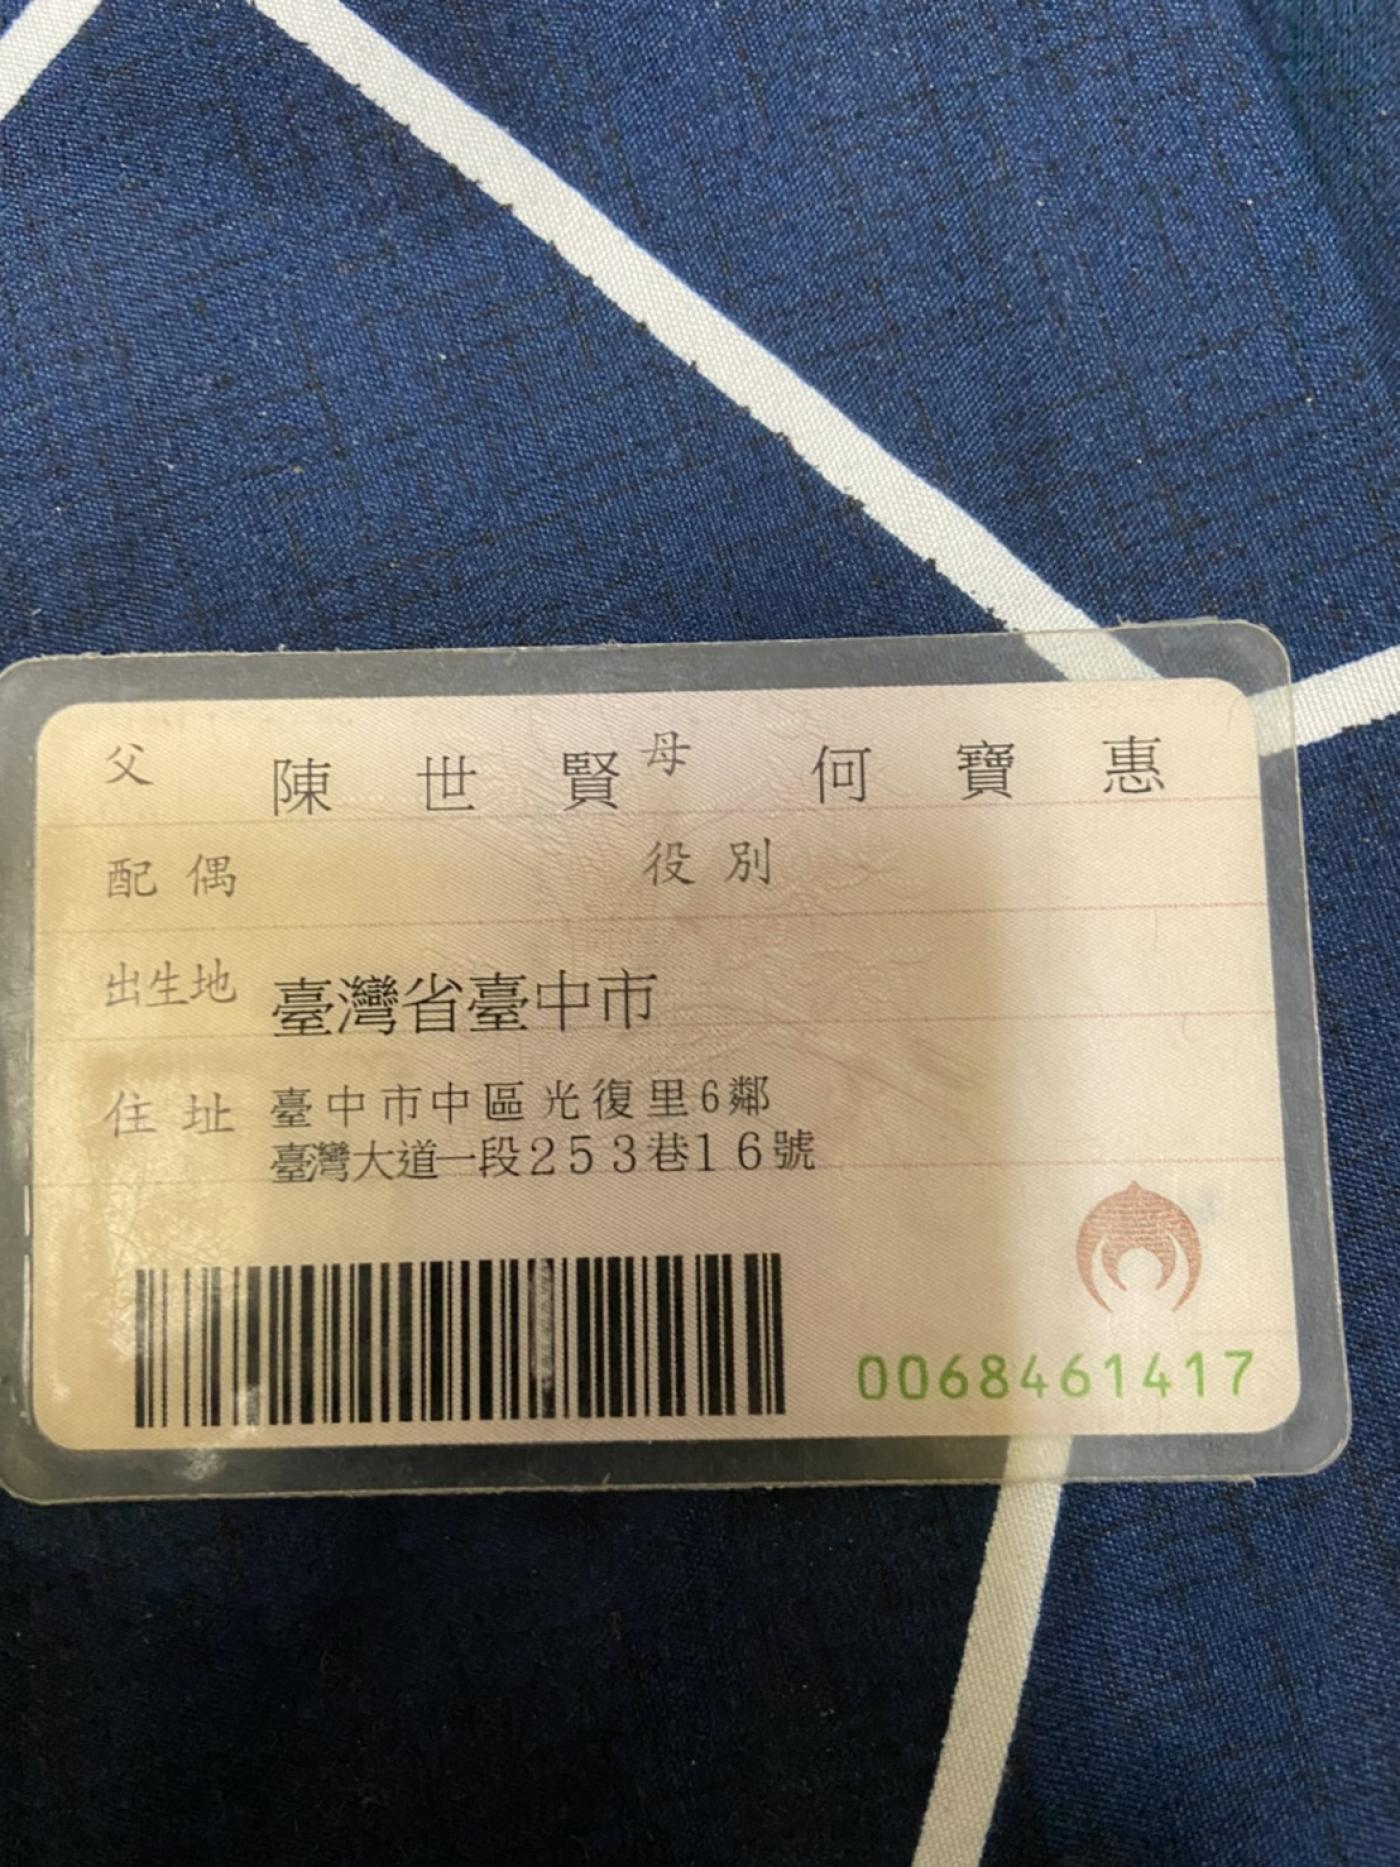 父 陳世賢 母 何寶惠
配偶 役別
出生地 臺灣省臺中市
住址 臺中市中區光復里6鄰
臺灣大道一段253巷16號
0068461417